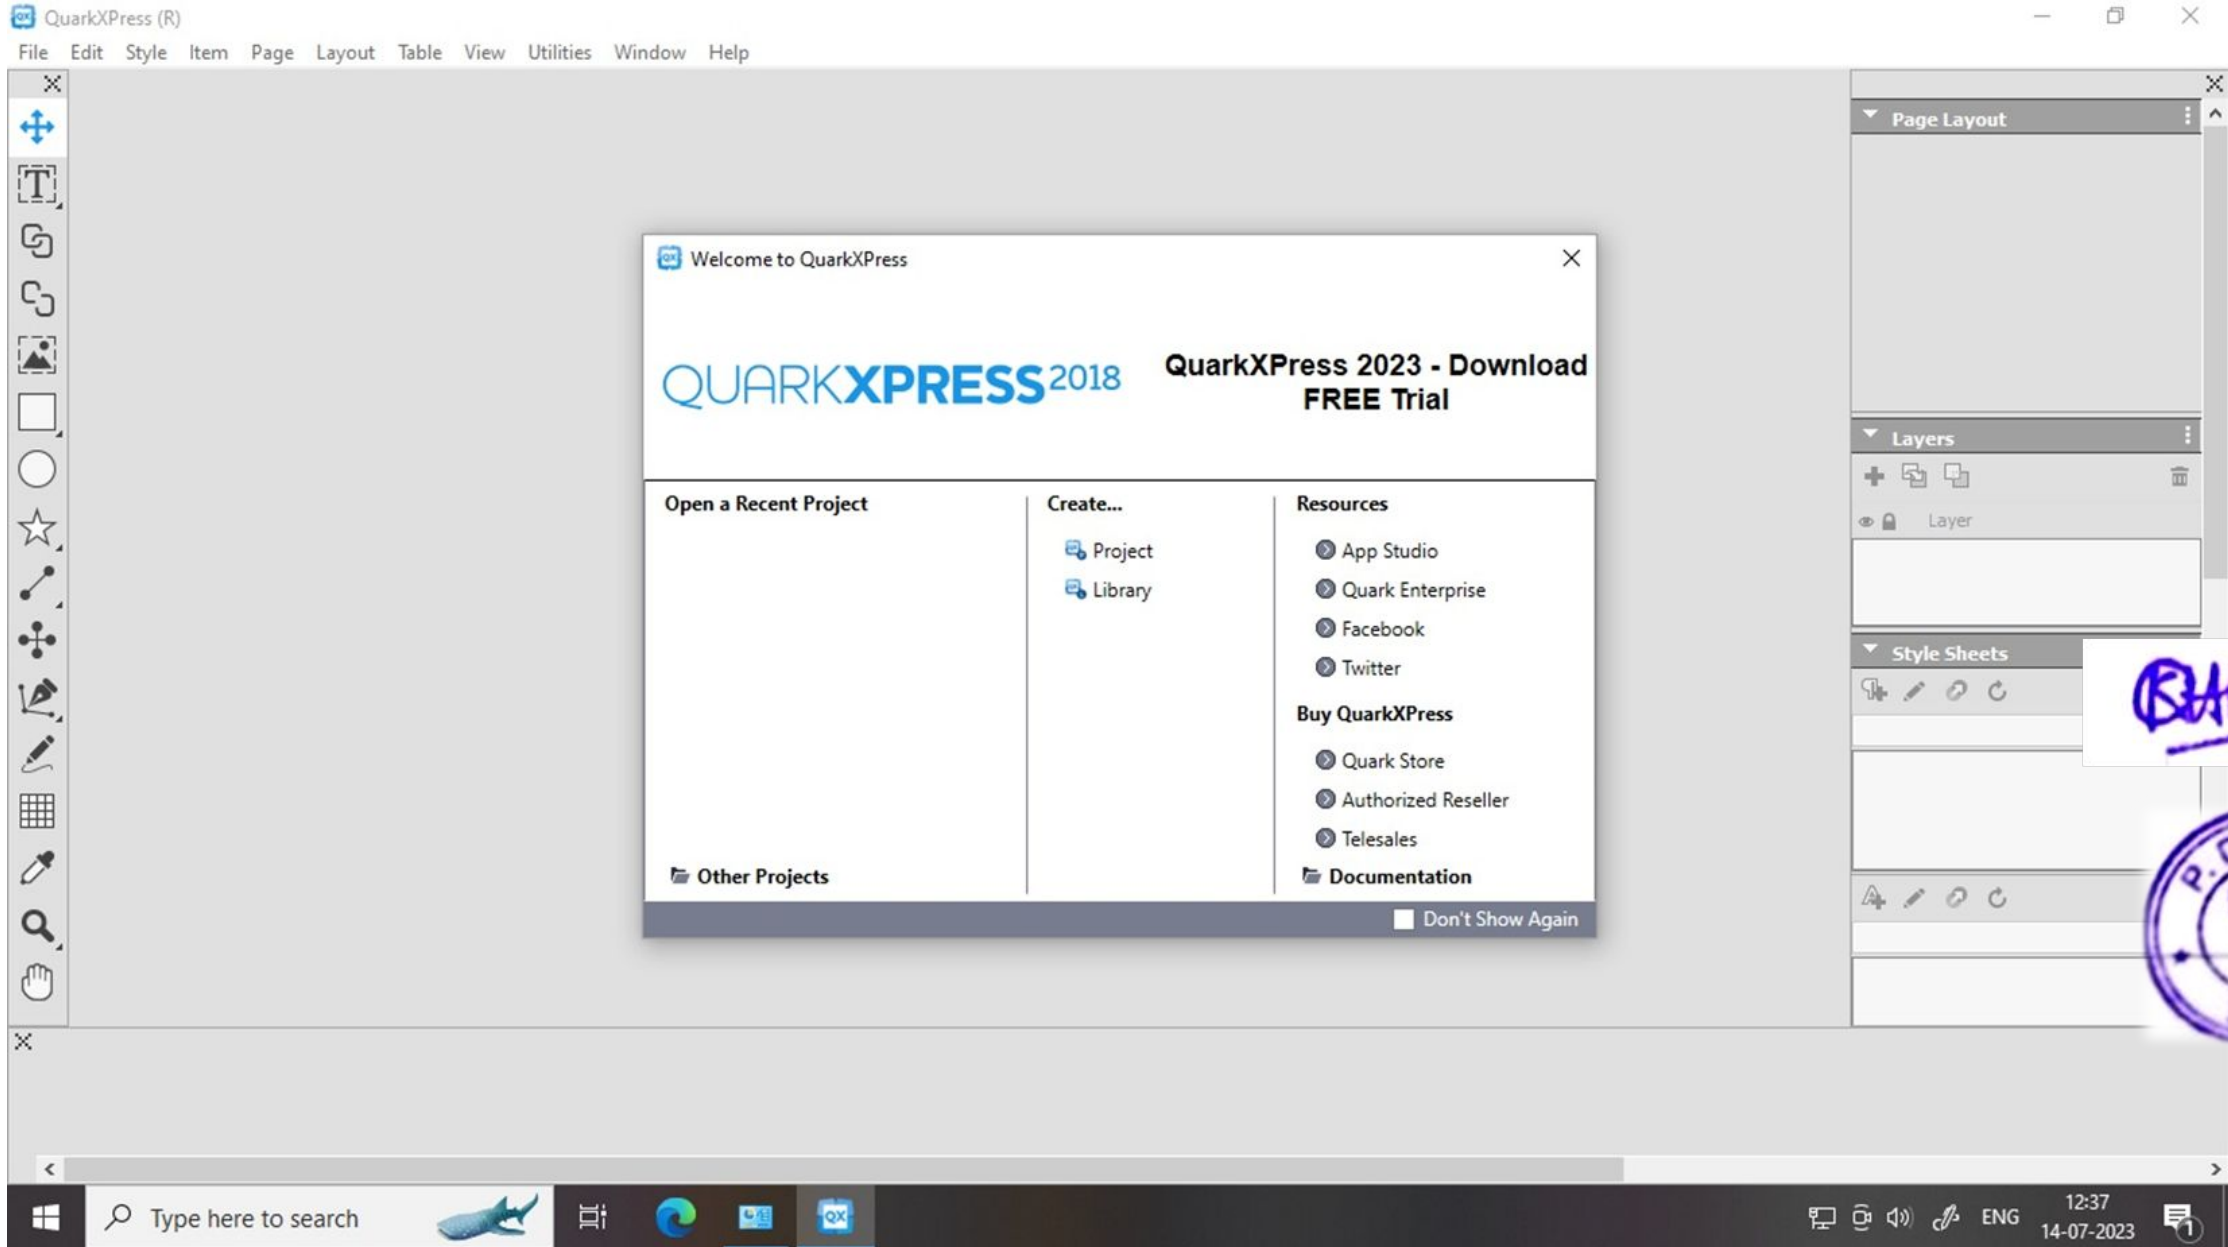 QuarkXPress (R)
File Edit Style Item Page Layout Table View Utilities Window Help
Page Layout
Layers
Layer
Style Sheets
Welcome to QuarkXPress
QUARKXPRESS 2018
QuarkXPress 2023 - Download
FREE Trial
Open a Recent Project
Other Projects
Create...
Project
Library
Resources
App Studio
Quark Enterprise
Facebook
Twitter
Buy QuarkXPress
Quark Store
Authorized Reseller
Telesales
Documentation
Don't Show Again
Type here to search
ENG
12:37
14-07-2023
1